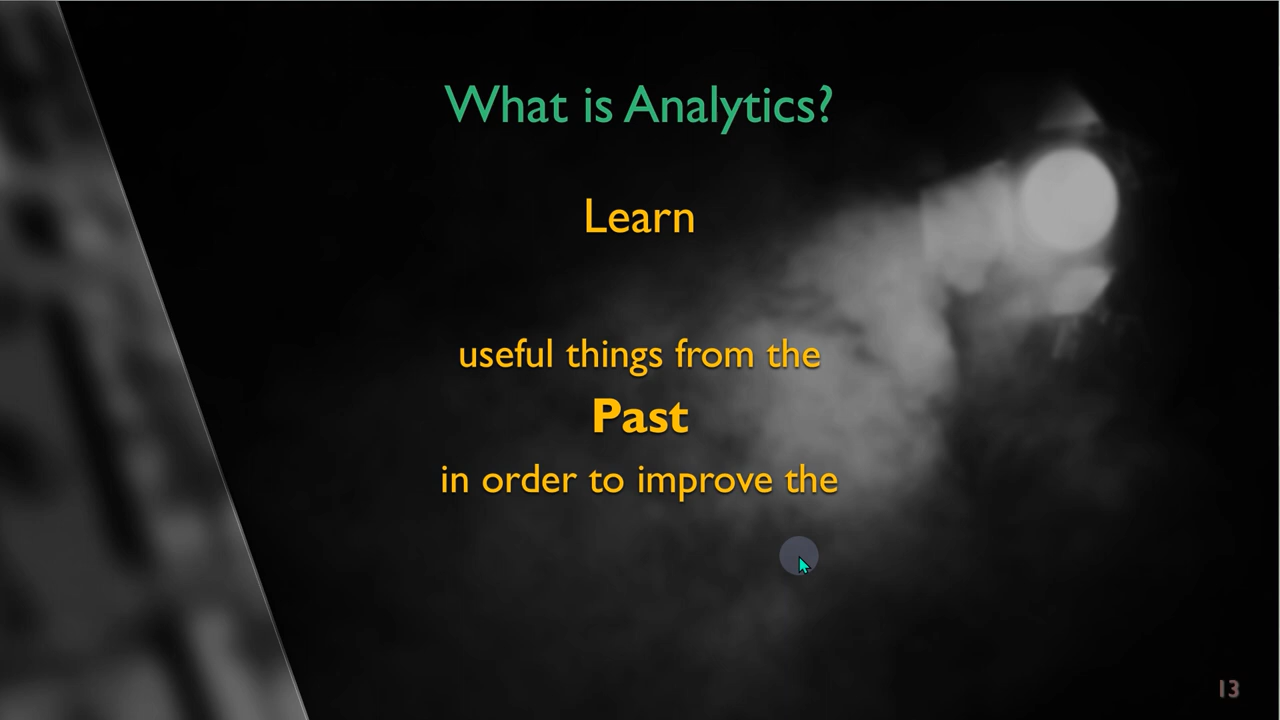 What is Analytics?
Learn
useful things from the
Past
in order to improve the
13